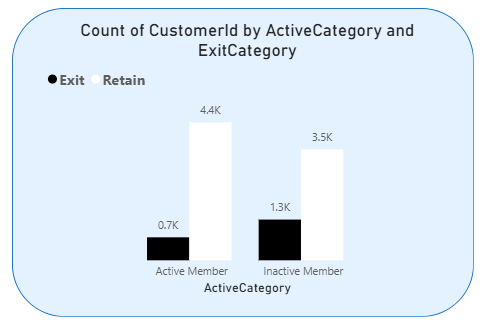 Count of CustomerId by ActiveCategory and
ExitCategory
Exit Retain
4.4K
3.5K
1.3K
0.7K
Active Member Inactive Member
ActiveCategory